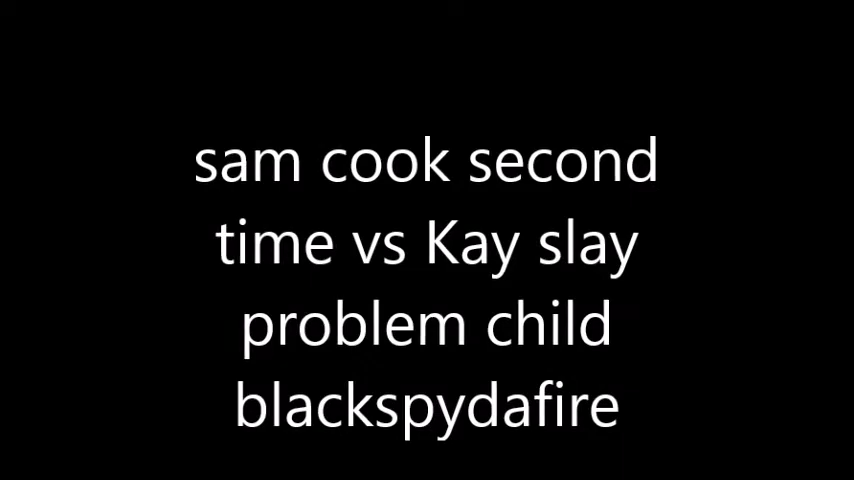 sam cook second
time vs Kay slay
problem child
blackspydafire